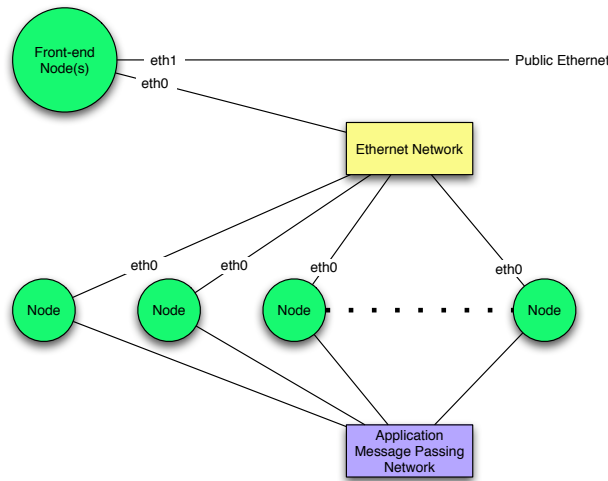 Front-end
Node(s)
eth1
Public Ethernet
eth0
Ethernet Network
eth0
eth0
eth0
eth0
Node
Node
Node
Node
Application
Message Passing
Network